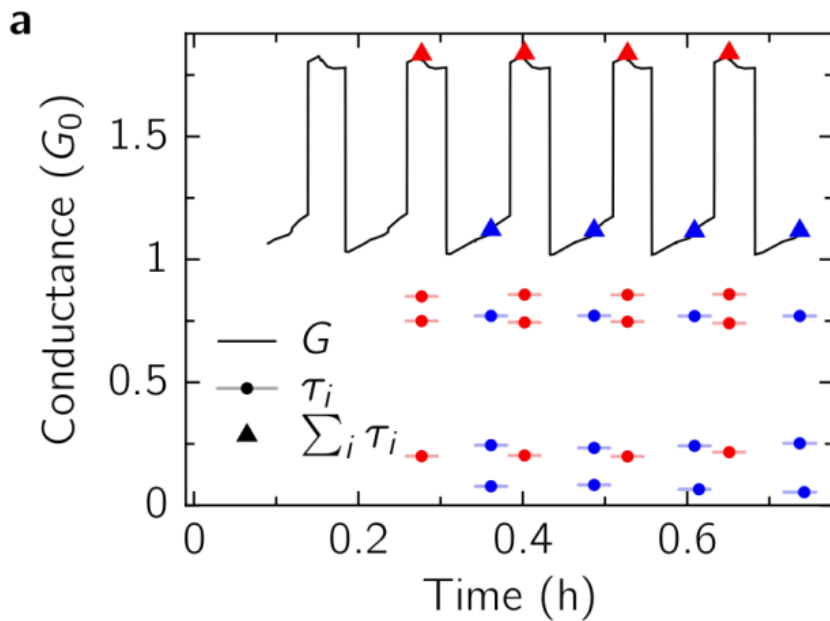 a
Conductance (G₀)
1.5
1
0.5
0
G
τᵢ
∑ᵢ τᵢ
0
0.2
0.4
0.6
Time (h)